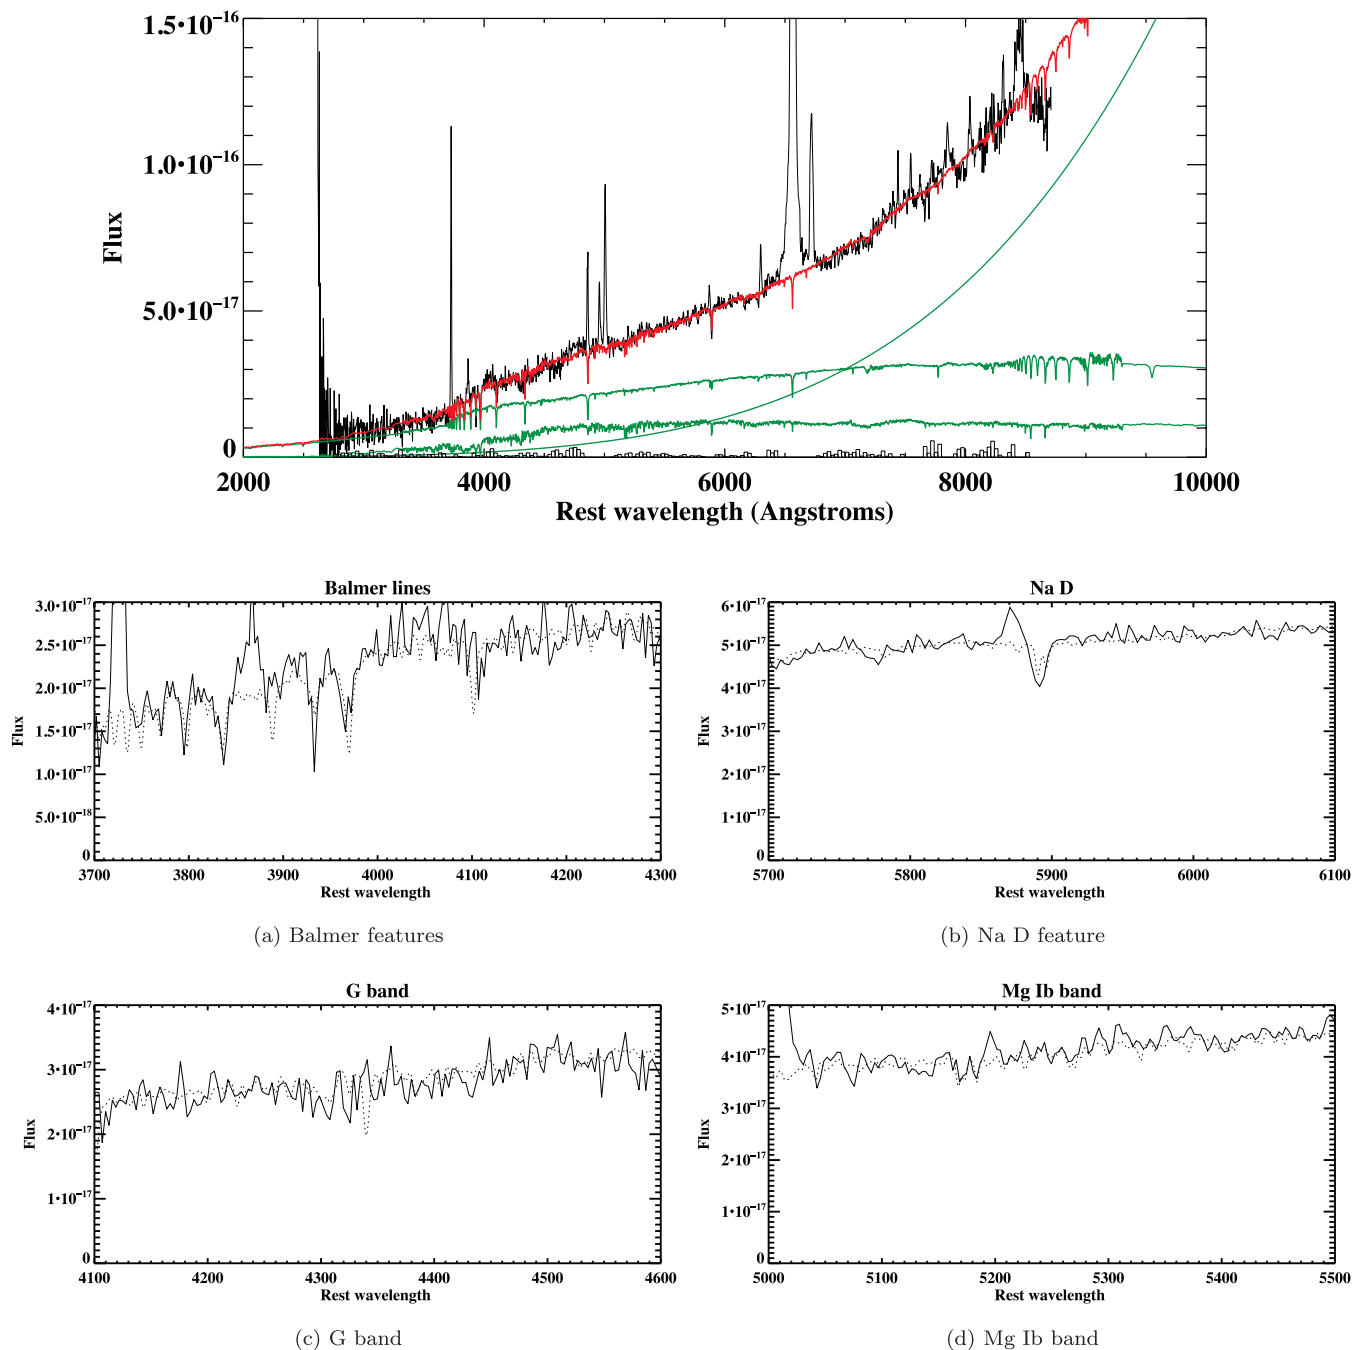 1.5•10⁻¹⁶
1.0•10⁻¹⁶
5.0•10⁻¹⁷
0
Flux
2000 4000 6000 8000 10000
Rest wavelength (Angstroms)
Balmer lines
3.0•10⁻¹⁷
2.5•10⁻¹⁷
2.0•10⁻¹⁷
1.5•10⁻¹⁷
1.0•10⁻¹⁷
5.0•10⁻¹⁸
0
Flux
3700 3800 3900 4000 4100 4200 4300
Rest wavelength
(a) Balmer features
Na D
6•10⁻¹⁷
5•10⁻¹⁷
4•10⁻¹⁷
3•10⁻¹⁷
2•10⁻¹⁷
1•10⁻¹⁷
0
Flux
5700 5800 5900 6000 6100
Rest wavelength
(b) Na D feature
G band
4•10⁻¹⁷
3•10⁻¹⁷
2•10⁻¹⁷
1•10⁻¹⁷
0
Flux
4100 4200 4300 4400 4500 4600
Rest wavelength
(c) G band
Mg Ib band
5•10⁻¹⁷
4•10⁻¹⁷
3•10⁻¹⁷
2•10⁻¹⁷
1•10⁻¹⁷
0
Flux
5000 5100 5200 5300 5400 5500
Rest wavelength
(d) Mg Ib band